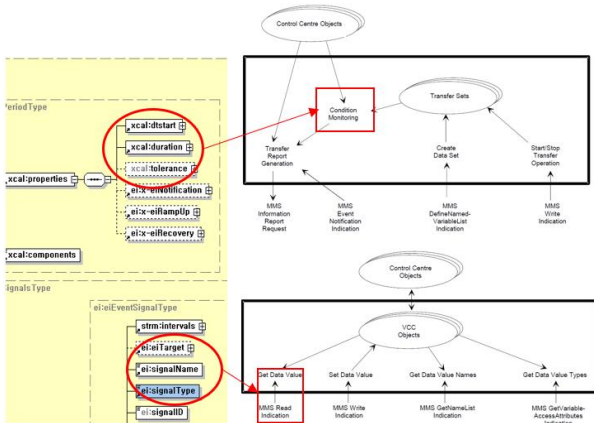 PeriodType
xcal:dtstart
xcal:duration
xcal:tolerance
xcal:properties
ei:x-eiNotification
ei:x-eiRampUp
ei:x-eiRecovery
xcal:components
SignalsType
ei:eiEventSignalType
strm:intervals
ei:eiTarget
ei:signalName
ei:signalType
ei:signalID
Control Centre Objects
Condition
Monitoring
Transfer Sets
Transfer
Report
Generation
Create
Data Set
Start/Stop
Transfer
Operation
MMS
Information
Report
Request
MMS
Event
Notification
Indication
MMS
DefineNamed-
VariableList
Indication
MMS
Write
Indication
Control Centre
Objects
VCC
Objects
Get Data Value
Set Data Value
Get Data Value Names
Get Data Value Types
MMS Read
Indication
MMS Write
Indication
MMS GetNameList
Indication
MMS GetVariable-
AccessAttributes
Indication